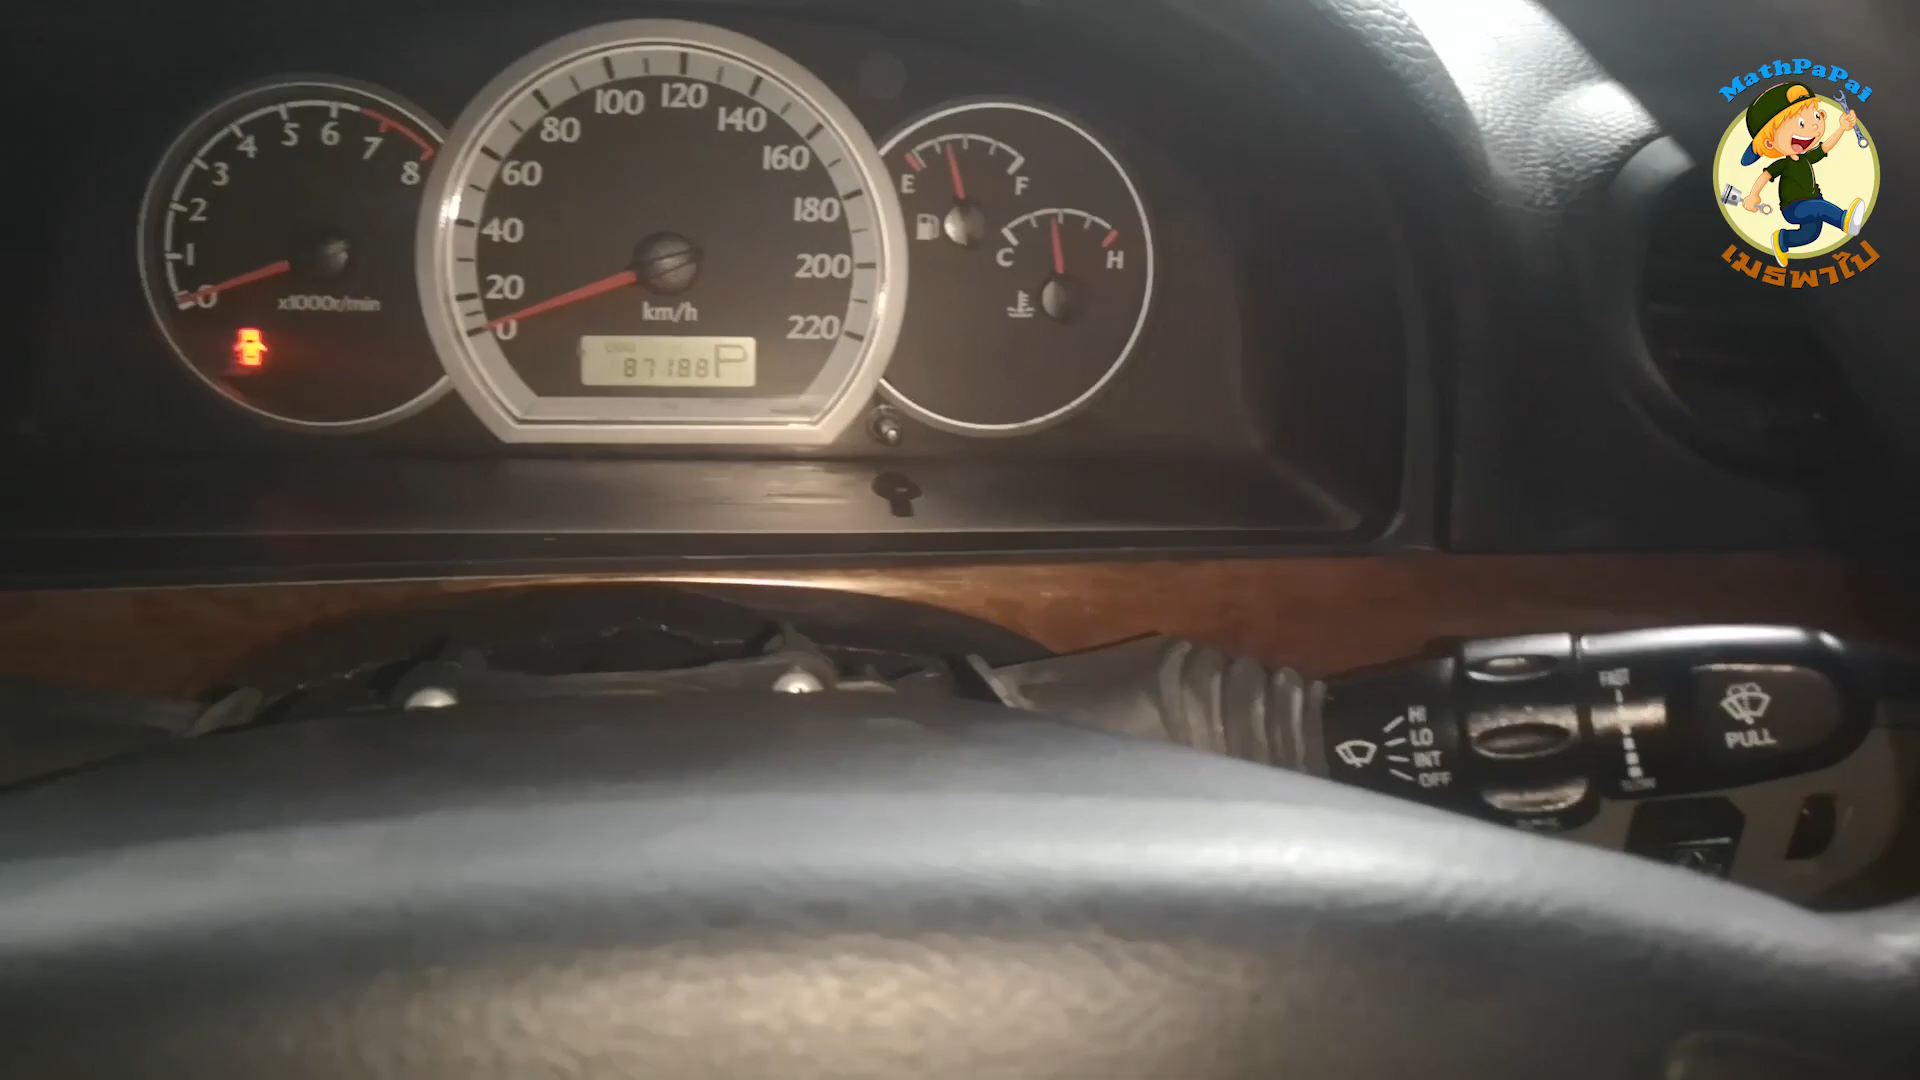 0
1
2
3
4
5
6
7
8
x1000r/min
0
20
40
60
80
100
120
140
160
180
200
220
km/h
87188 P
E
F
C
H
HI
LO
INT
OFF
FAST
PULL
MathPaPai
เมธพาไป